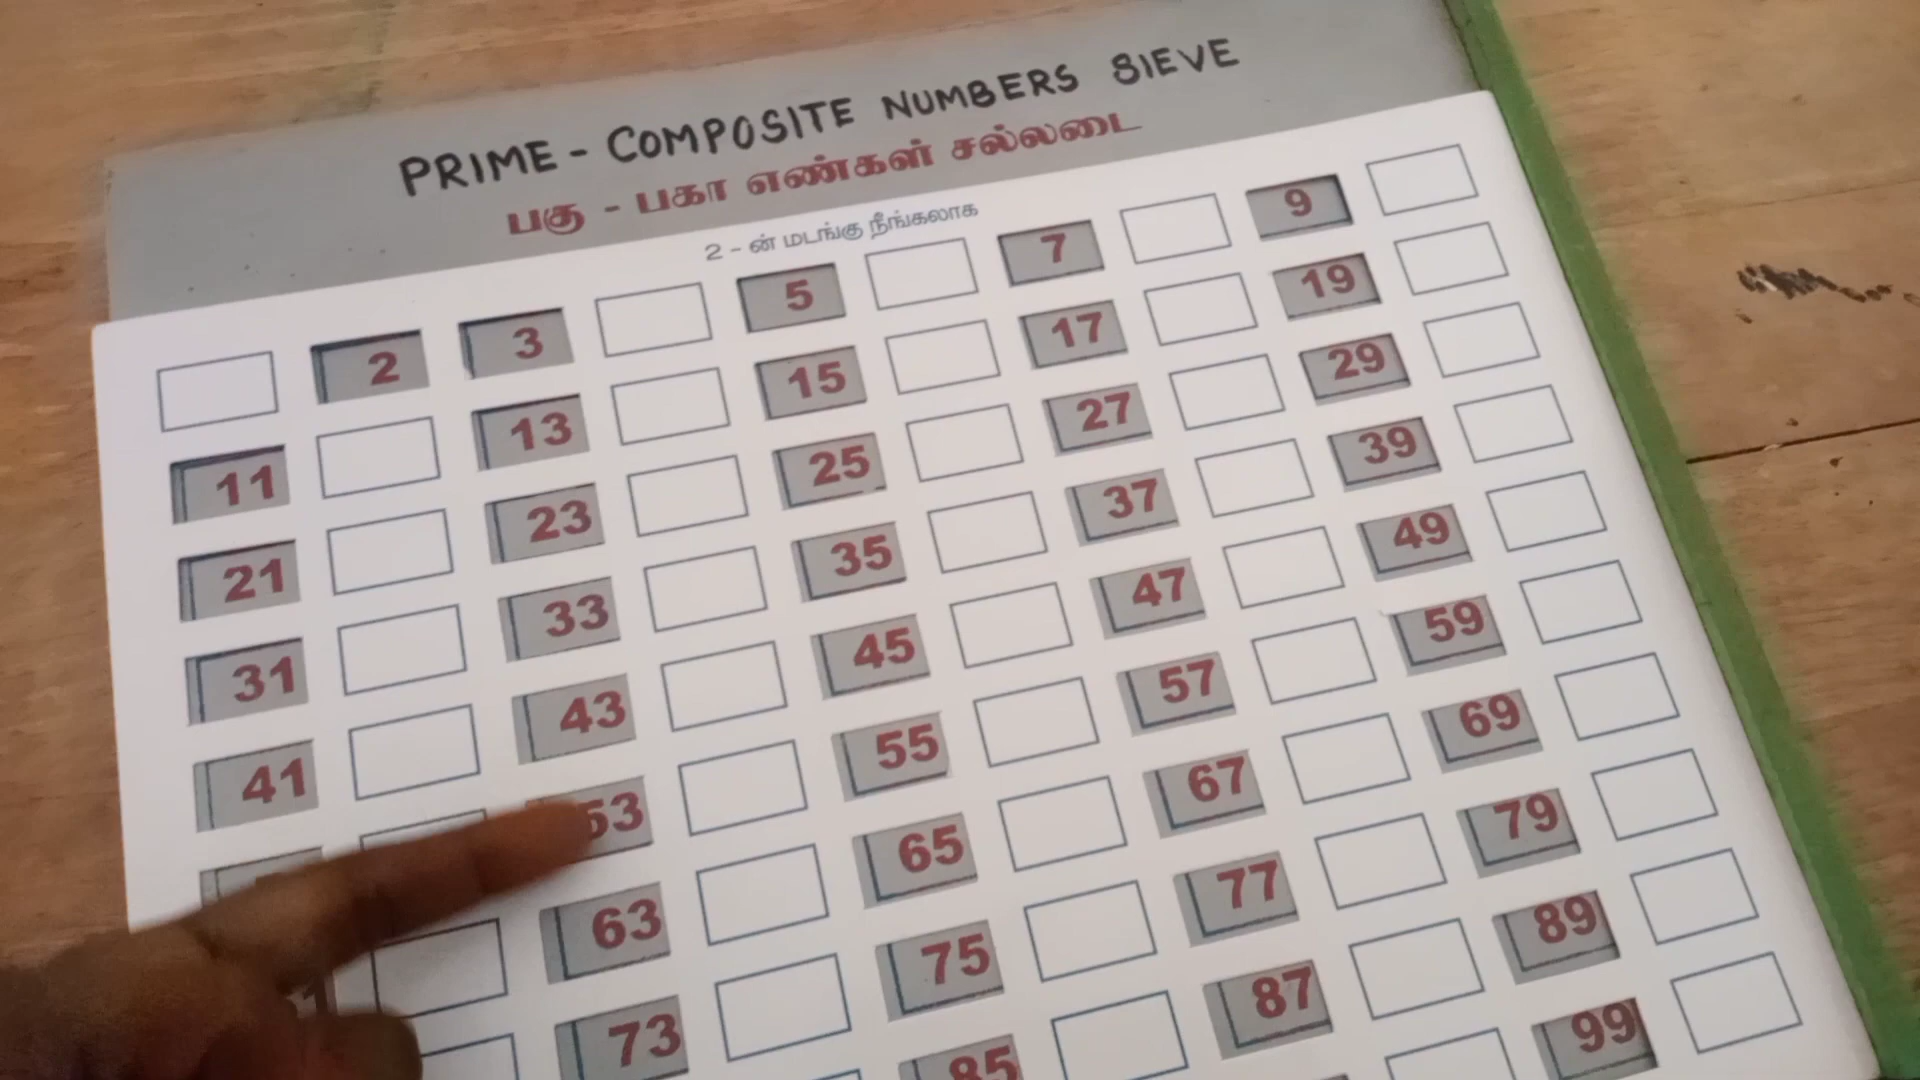 PRIME - COMPOSITE NUMBERS SIEVE
பகு - பகா எண்கள் சல்லடை
2 - ன் மடங்கு நீங்கலாக
2 3 5 7 9
11 13 15 17 19
21 23 25 27 29
31 33 35 37 39
41 43 45 47 49
53 55 57 59
63 65 67 69
73 75 77 79
85 87 89
99